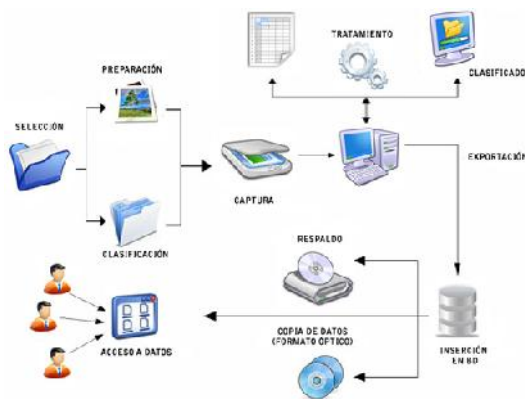 TRATAMIENTO
PREPARACIÓN
CLASIFICADO
SELECCIÓN
EXPORTACIÓN
CAPTURA
CLASIFICACIÓN
RESPALDO
COPIA DE DATOS
(FORMATO ÓPTICO)
ACCESO A DATOS
INSERCIÓN
EN BD